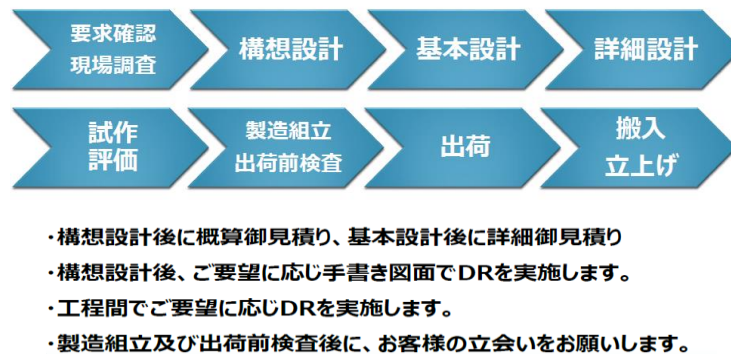 要求確認
現場調査
構想設計
基本設計
詳細設計
試作
評価
製造組立
出荷前検査
出荷
搬入
立上げ
・構想設計後に概算御見積り、基本設計後に詳細御見積り
・構想設計後、ご要望に応じ手書き図面でDRを実施します。
・工程間でご要望に応じDRを実施します。
・製造組立及び出荷前検査後に、お客様の立会いをお願いします。